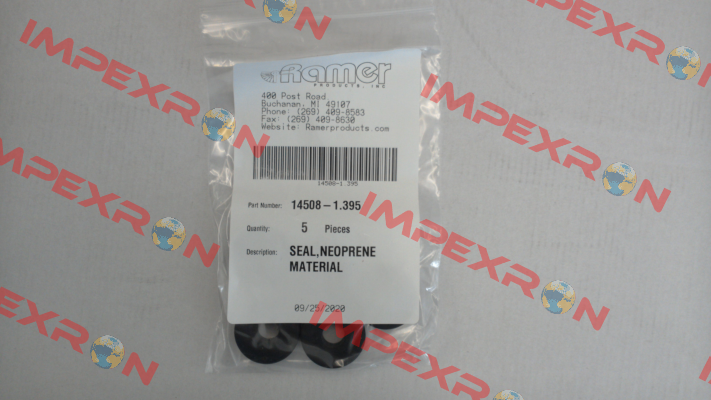 Ramer
PRODUCTS, INC
400 Post Road
Buchanan, MI 49107
Phone: (269) 409-8583
Fax: (269) 409-8630
Website: Ramerproducts.com
14508-1.395
Part Number: 14508-1.395
Quantity: 5 Pieces
Description: SEAL,NEOPRENE
MATERIAL
09/25/2020
IMPEXRON
IMPEXRON
IMPEXRON
IMPEXRON
IMPEXRON
IMPEXRON
IMPEXRON
IMPEXRON